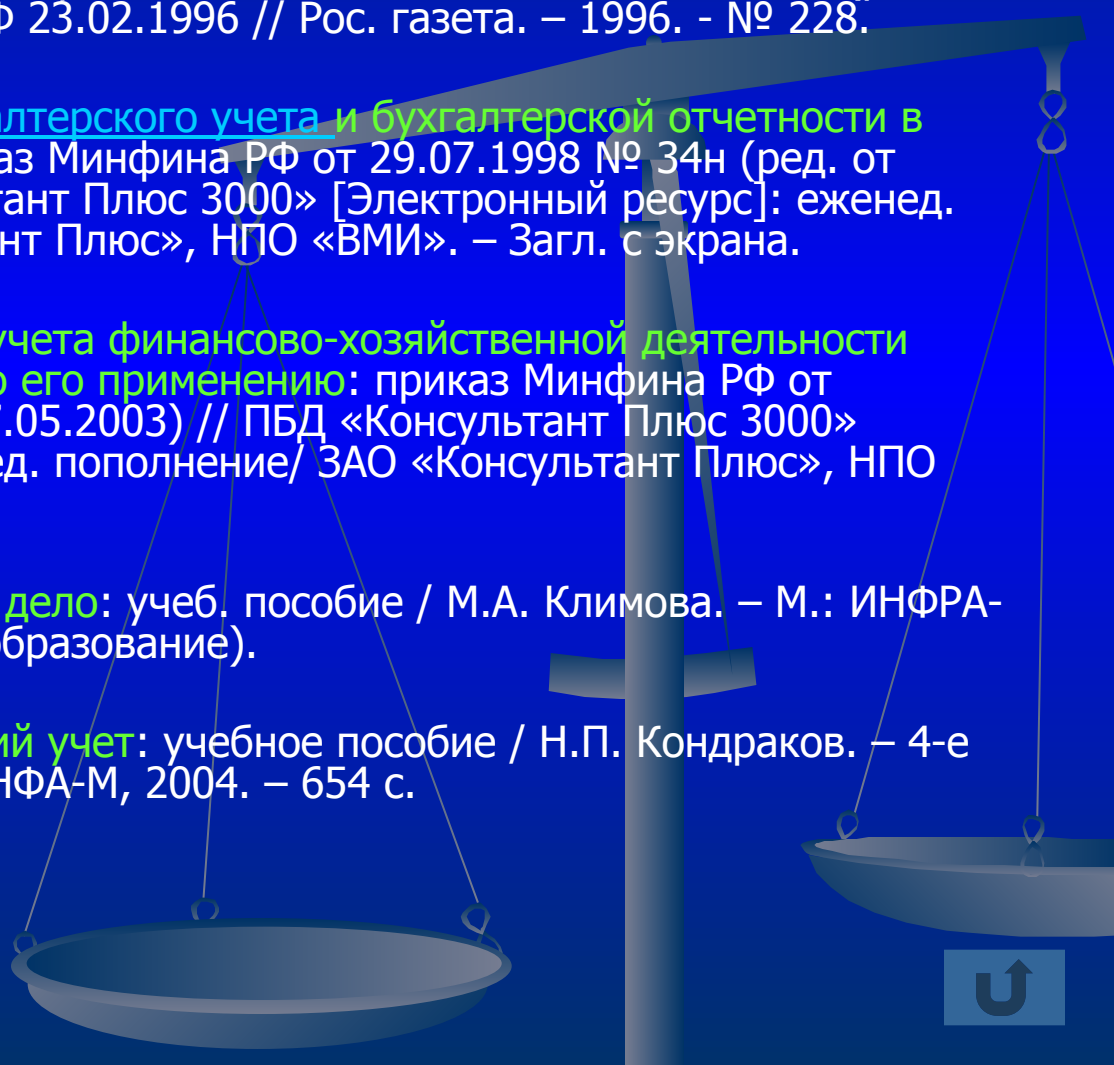 Ф 23.02.1996 // Рос. газета. – 1996. - № 228.
алтерского учета и бухгалтерской отчетности в
аз Минфина РФ от 29.07.1998 № 34н (ред. от
тант Плюс 3000» [Электронный ресурс]: еженед.
нт Плюс», НПО «ВМИ». – Загл. с экрана.
учета финансово-хозяйственной деятельности
о его применению: приказ Минфина РФ от
7.05.2003) // ПБД «Консультант Плюс 3000»
ед. пополнение/ ЗАО «Консультант Плюс», НПО
дело: учеб. пособие / М.А. Климова. – М.: ИНФРА-
образование).
ий учет: учебное пособие / Н.П. Кондраков. – 4-е
НФА-М, 2004. – 654 с.